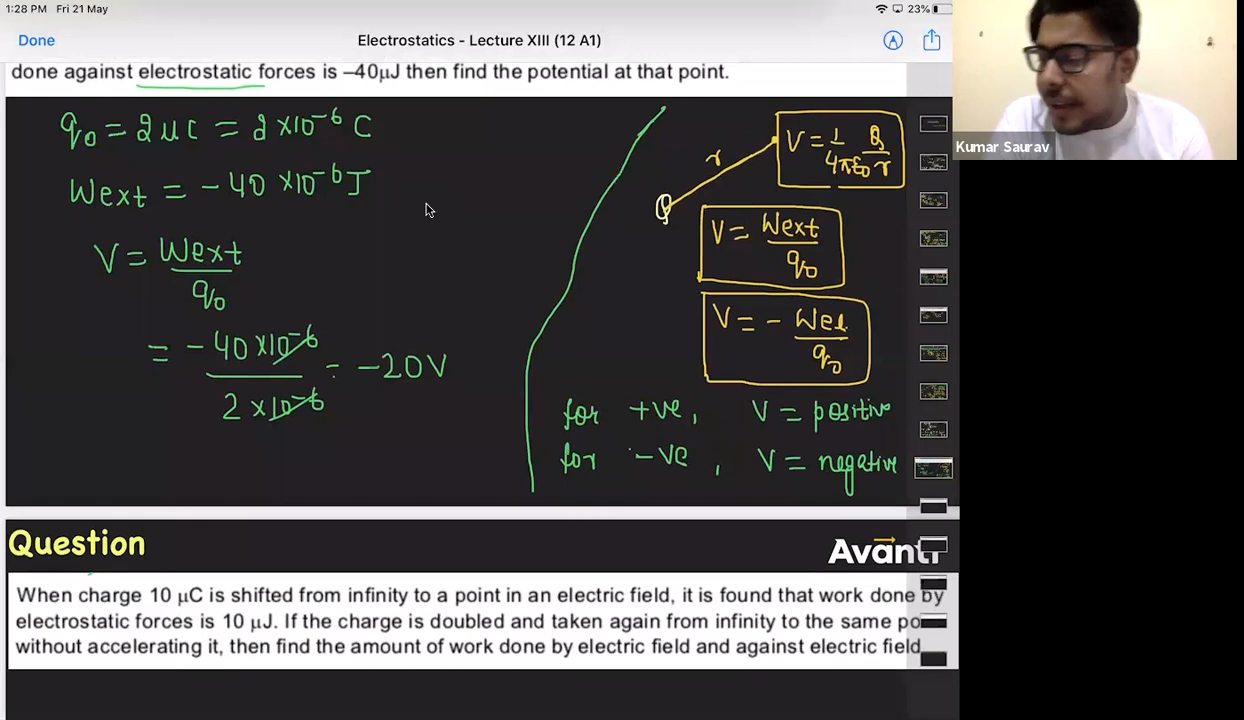 1:28 PM Fri 21 May
23%
Done
Electrostatics - Lecture XIII (12 A1)
done against electrostatic forces is –40μJ then find the potential at that point.
q₀ = 2μC = 2×10⁻⁶ C
Wext = -40 ×10⁻⁶J
V = Wext / q₀
= -40×10⁻⁶ / 2×10⁻⁶ = -20V
r
Q
V = 1/4πε₀ Q/r
V = Wext / q₀
V = - Wel / q₀
for +ve, V = positive
for -ve, V = negative
Kumar Saurav
Question
Avanti
When charge 10 μC is shifted from infinity to a point in an electric field, it is found that work done by
electrostatic forces is 10 μJ. If the charge is doubled and taken again from infinity to the same po
without accelerating it, then find the amount of work done by electric field and against electric field